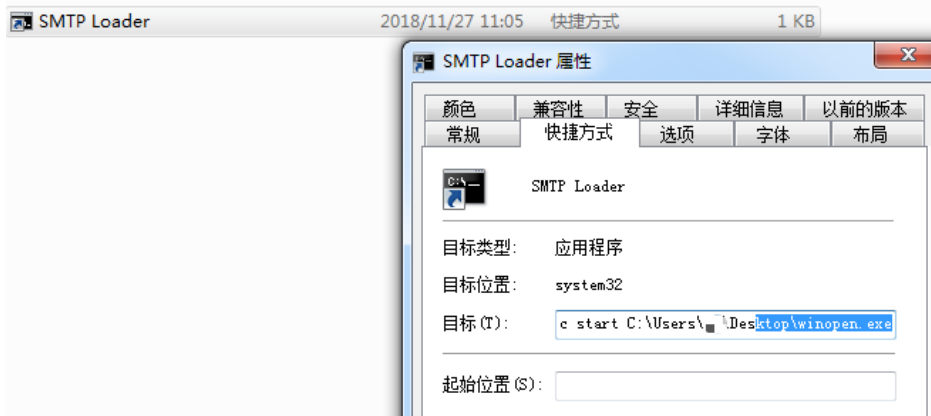 SMTP Loader 2018/11/27 11:05 快捷方式 1 KB
SMTP Loader 属性
颜色 兼容性 安全 详细信息 以前的版本
常规 快捷方式 选项 字体 布局
C:\
SMTP Loader
目标类型: 应用程序
目标位置: system32
目标(T): c start C:\Users\ \Desktop\winopen.exe
起始位置(S):